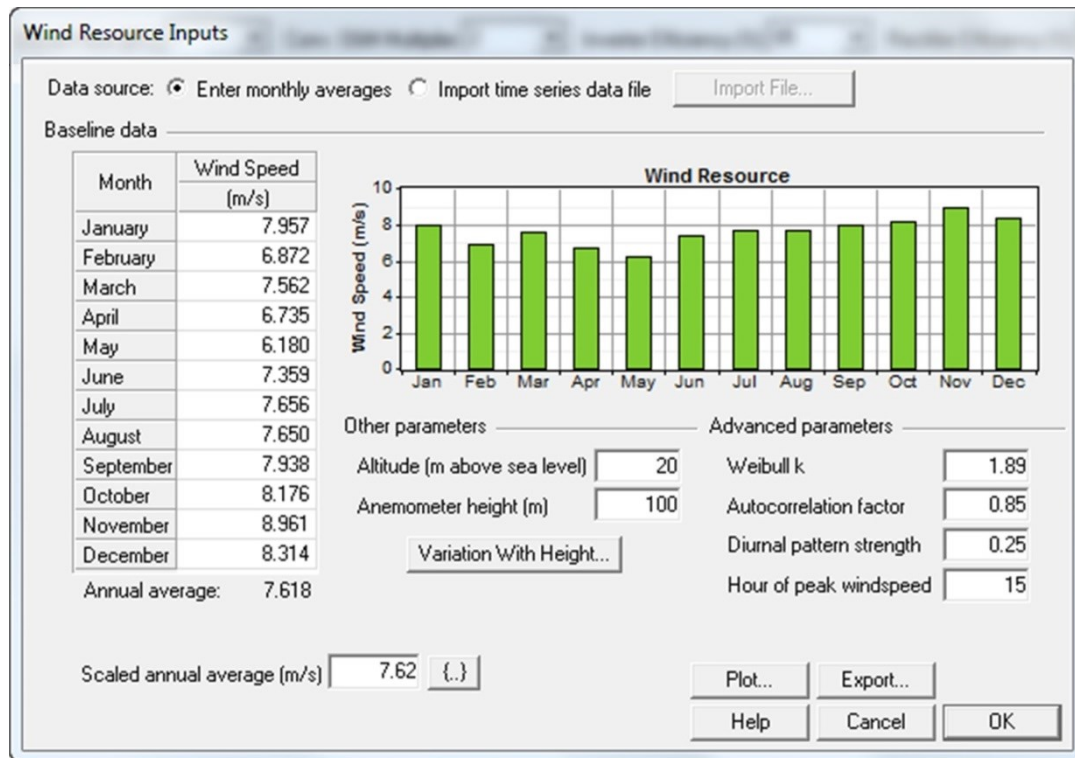 Wind Resource Inputs
Data source: Enter monthly averages Import time series data file Import File...
Baseline data
Month Wind Speed
(m/s)
January 7.957
February 6.872
March 7.562
April 6.735
May 6.180
June 7.359
July 7.656
August 7.650
September 7.938
October 8.176
November 8.961
December 8.314
Annual average: 7.618
Wind Resource
Wind Speed (m/s)
10
8
6
4
2
0
Jan Feb Mar Apr May Jun Jul Aug Sep Oct Nov Dec
Other parameters
Altitude (m above sea level) 20
Anemometer height (m) 100
Variation With Height...
Advanced parameters
Weibull k 1.89
Autocorrelation factor 0.85
Diurnal pattern strength 0.25
Hour of peak windspeed 15
Scaled annual average (m/s) 7.62 {..}
Plot... Export...
Help Cancel OK